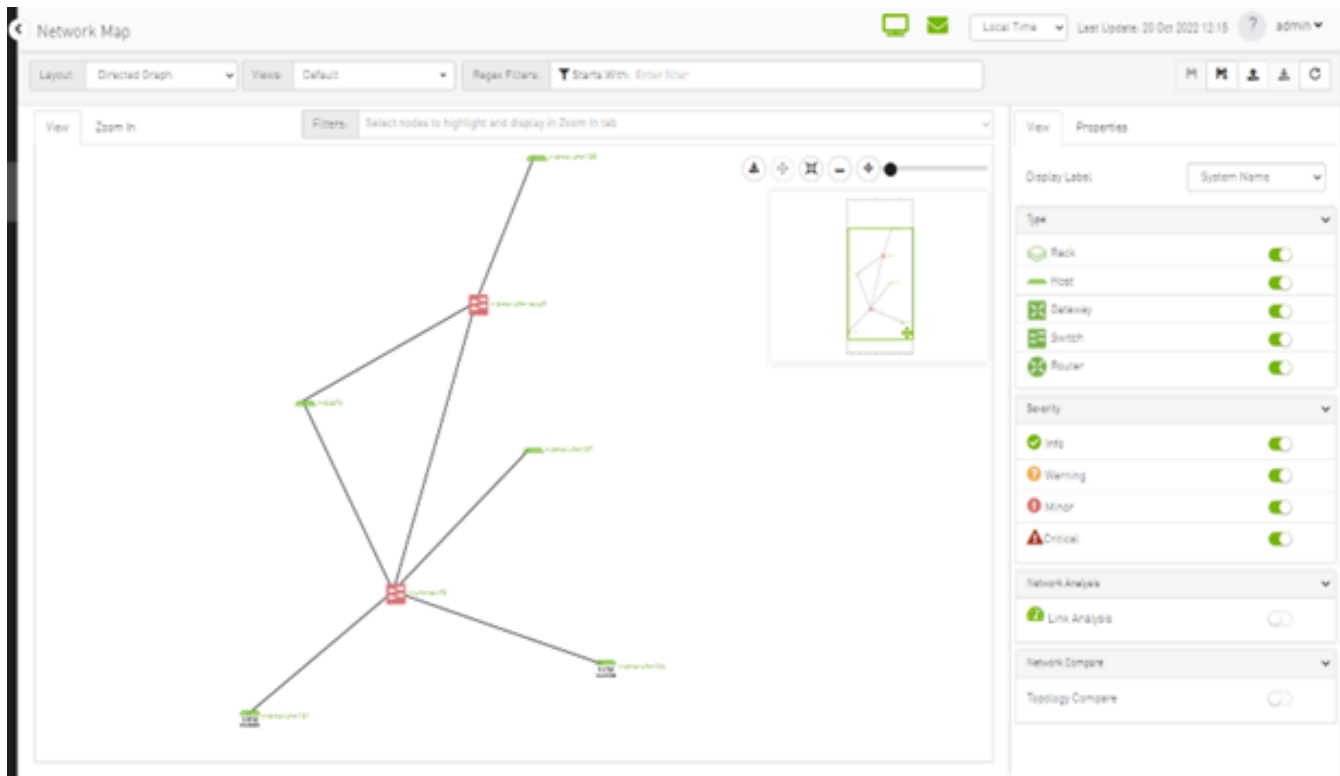 Network Map
Local Time
Last Update: 20 Oct 2022 12:15
?
admin
Layout:
Directed Graph
Views:
Default
Regex Filters:
Starts With:
Enter filter
View
Zoom In
Filters:
Select nodes to highlight and display in Zoom In tab
View
Properties
Display Label
System Name
Type
Rack
Host
Gateway
Switch
Router
Severity
Info
Warning
Minor
Critical
Network Analysis
Link Analysis
Network Compare
Topology Compare